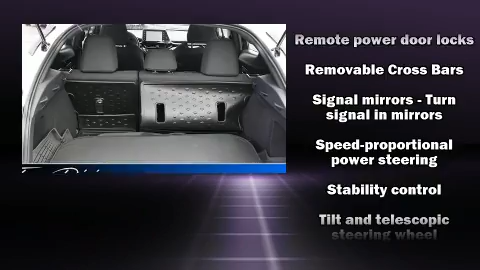 Remote power door locks
Removable Cross Bars
Signal mirrors - Turn
signal in mirrors
Speed-proportional
power steering
Stability control
Tilt and telescopic
steering wheel